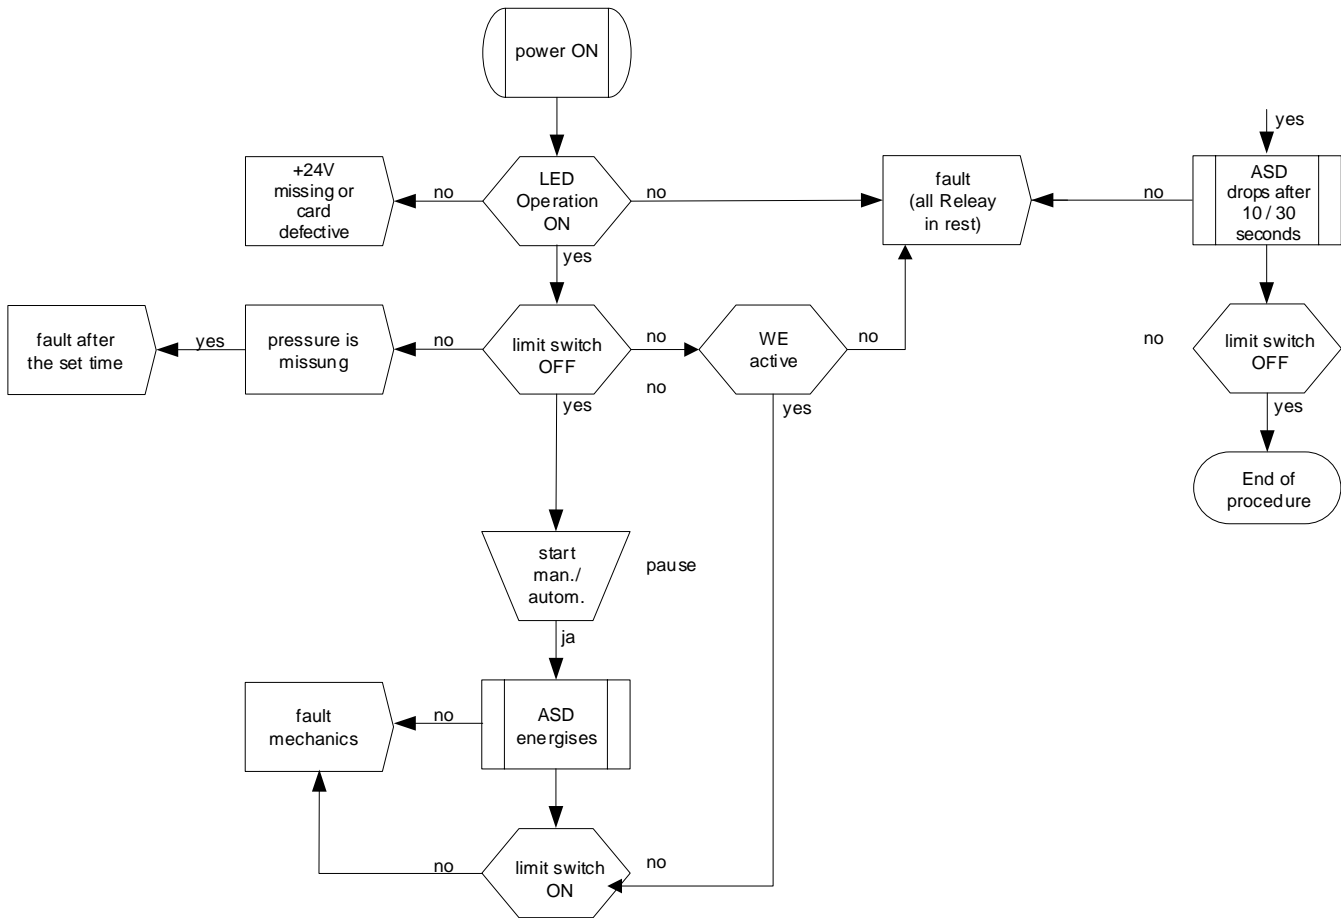 power ON
yes
+24V
missing or
card
defective
no
LED
Operation
ON
no
fault
(all Releay
in rest)
no
ASD
drops after
10 / 30
seconds
yes
fault after
the set time
yes
pressure is
missung
no
limit switch
OFF
no
WE
active
no
no
limit switch
OFF
no
yes
yes
yes
End of
procedure
start
man./
autom.
pause
ja
fault
mechanics
no
ASD
energises
no
limit switch
ON
no